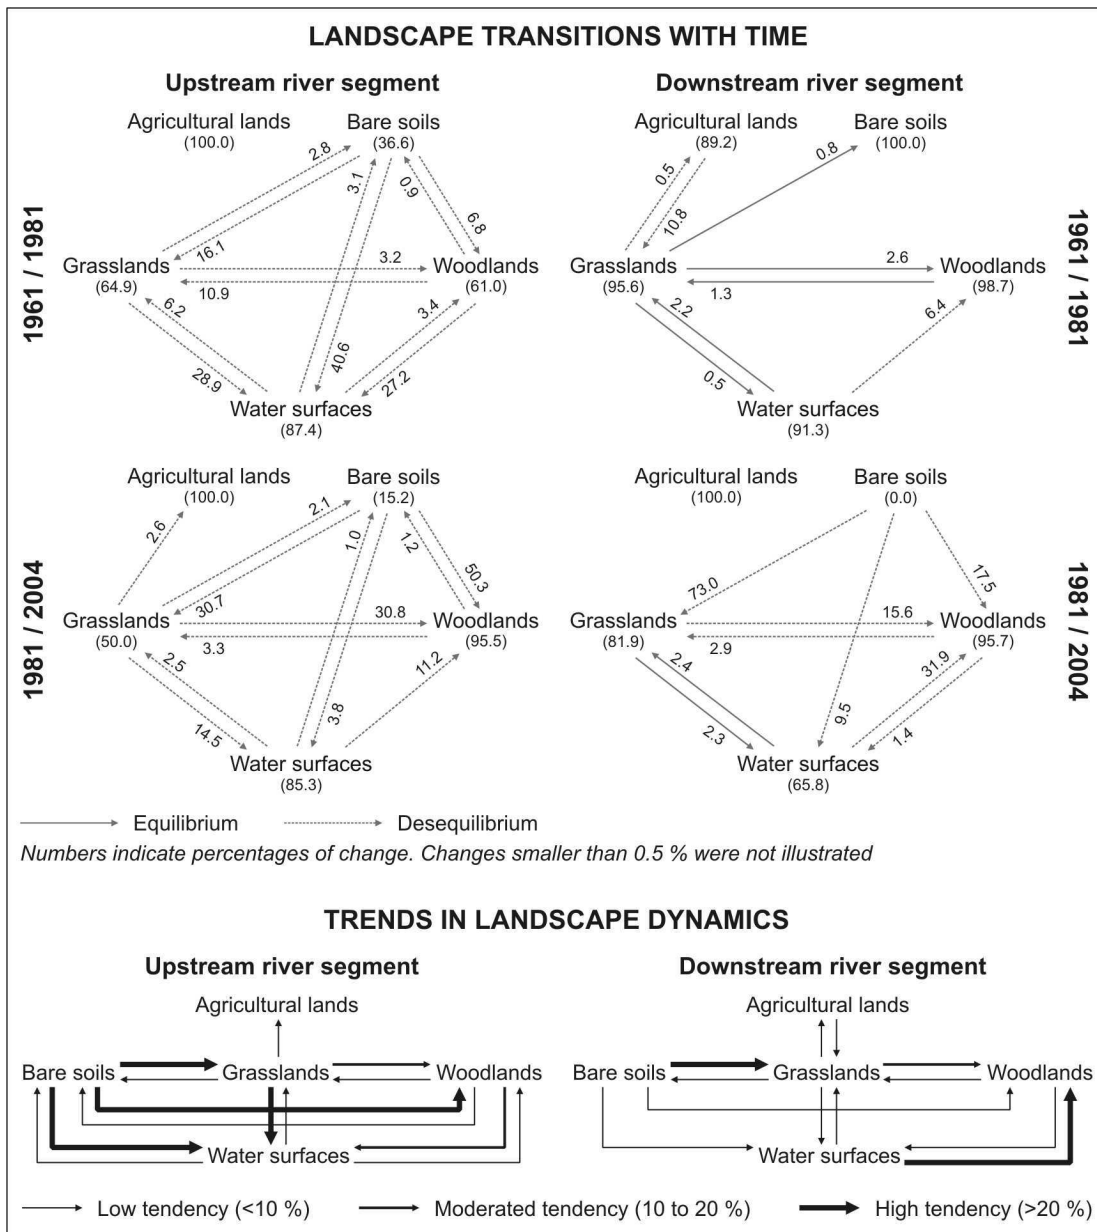 LANDSCAPE TRANSITIONS WITH TIME
Upstream river segment
Downstream river segment
1961 / 1981
Agricultural lands
(100.0)
Bare soils
(36.6)
2.8
16.1
3.1
0.9
6.8
Grasslands
(64.9)
3.2
10.9
Woodlands
(61.0)
6.2
28.9
40.6
3.4
27.2
Water surfaces
(87.4)
Agricultural lands
(89.2)
Bare soils
(100.0)
0.5
10.8
0.8
Grasslands
(95.6)
2.6
1.3
Woodlands
(98.7)
2.2
0.5
6.4
Water surfaces
(91.3)
1961 / 1981
1981 / 2004
Agricultural lands
(100.0)
Bare soils
(15.2)
2.6
2.1
30.7
1.0
1.2
50.3
Grasslands
(50.0)
30.8
3.3
Woodlands
(95.5)
2.5
14.5
3.8
11.2
Water surfaces
(85.3)
Agricultural lands
(100.0)
Bare soils
(0.0)
73.0
17.5
Grasslands
(81.9)
15.6
2.9
Woodlands
(95.7)
2.4
2.3
9.5
31.9
1.4
Water surfaces
(65.8)
1981 / 2004
Equilibrium
Desequilibrium
Numbers indicate percentages of change. Changes smaller than 0.5 % were not illustrated
TRENDS IN LANDSCAPE DYNAMICS
Upstream river segment
Downstream river segment
Agricultural lands
Bare soils
Grasslands
Woodlands
Water surfaces
Agricultural lands
Bare soils
Grasslands
Woodlands
Water surfaces
Low tendency (<10 %)
Moderated tendency (10 to 20 %)
High tendency (>20 %)